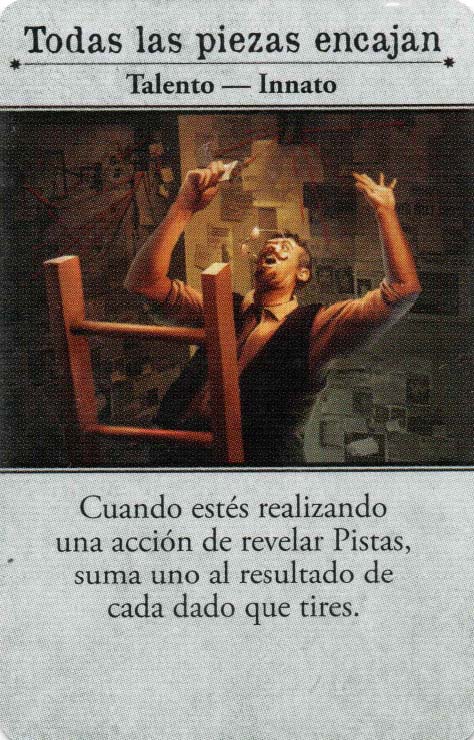 Todas las piezas encajan
Talento — Innato
Cuando estés realizando
una acción de revelar Pistas,
suma uno al resultado de
cada dado que tires.